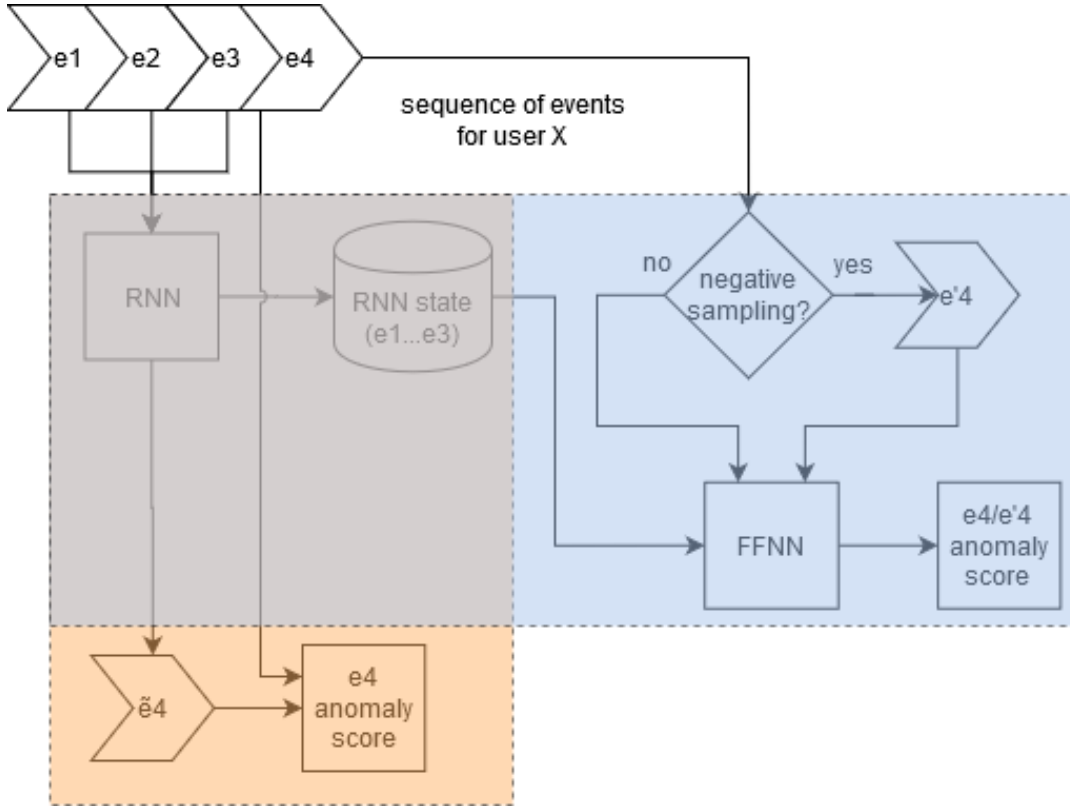 e1
e2
e3
e4
sequence of events
for user X
RNN
RNN state
(e1...e3)
no
negative
sampling?
yes
e'4
FFNN
e4/e'4
anomaly
score
ẽ4
e4
anomaly
score